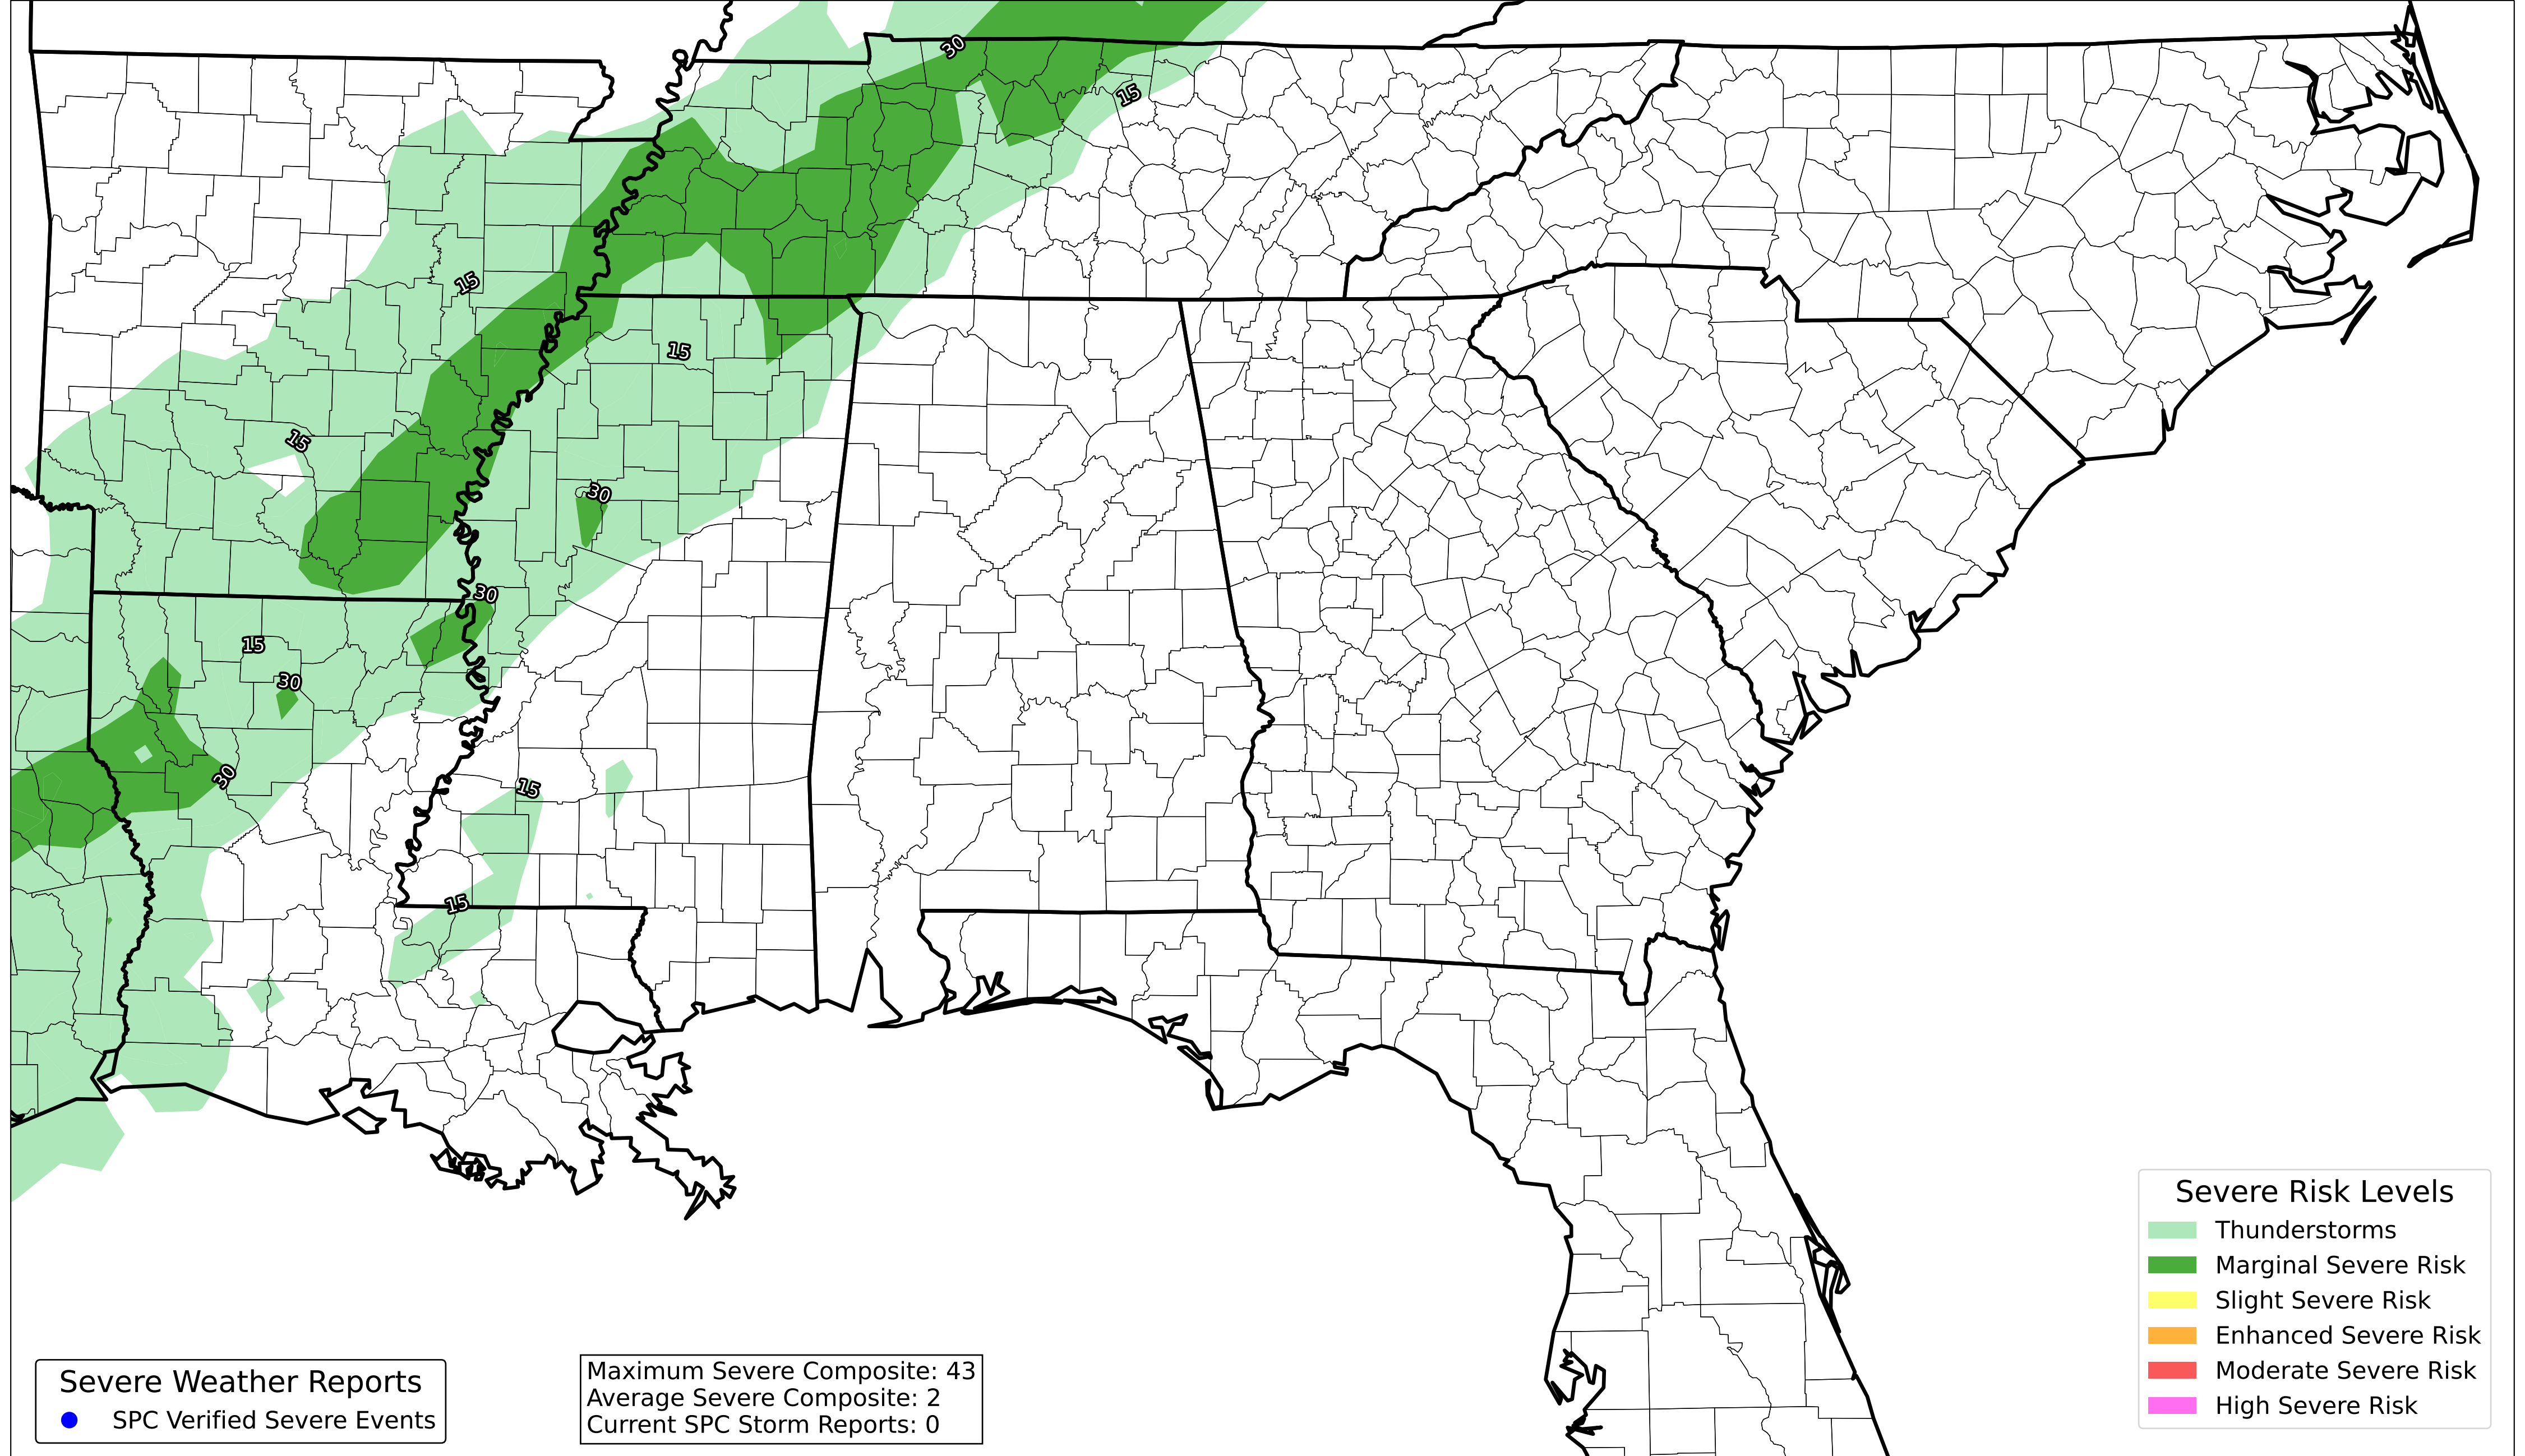 30
15
15
15
15
30
30
15
30
30
15
15
Severe Risk Levels
Thunderstorms
Marginal Severe Risk
Slight Severe Risk
Enhanced Severe Risk
Moderate Severe Risk
High Severe Risk
Severe Weather Reports
SPC Verified Severe Events
Maximum Severe Composite: 43
Average Severe Composite: 2
Current SPC Storm Reports: 0